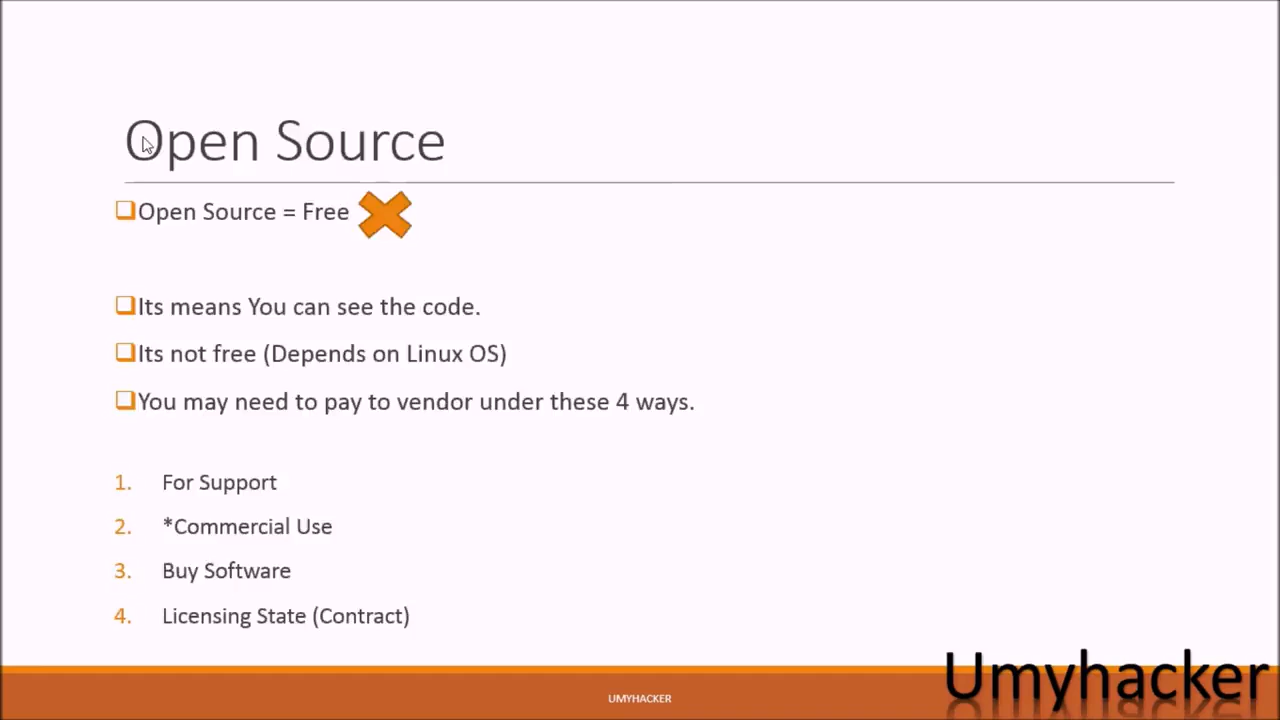 Open Source
Open Source = Free
Its means You can see the code.
Its not free (Depends on Linux OS)
You may need to pay to vendor under these 4 ways.
1. For Support
2. *Commercial Use
3. Buy Software
4. Licensing State (Contract)
UMYHACKER
Umyhacker